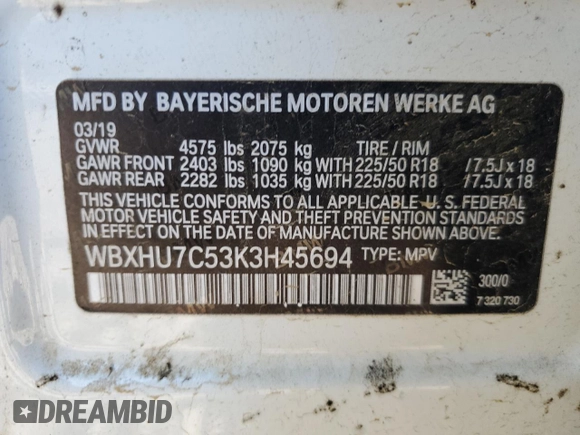 MFD BY BAYERISCHE MOTOREN WERKE AG
03/19
GVWR 4575 lbs 2075 kg TIRE / RIM
GAWR FRONT 2403 lbs 1090 kg WITH 225/50 R18 /7.5J x 18
GAWR REAR 2282 lbs 1035 kg WITH 225/50 R18 /7.5J x 18
THIS VEHICLE CONFORMS TO ALL APPLICABLE U. S. FEDERAL
MOTOR VEHICLE SAFETY AND THEFT PREVENTION STANDARDS
IN EFFECT ON THE DATE OF MANUFACTURE SHOWN ABOVE.
WBXHU7C53K3H45694 TYPE: MPV
300/0
7 320 730
DREAMBID